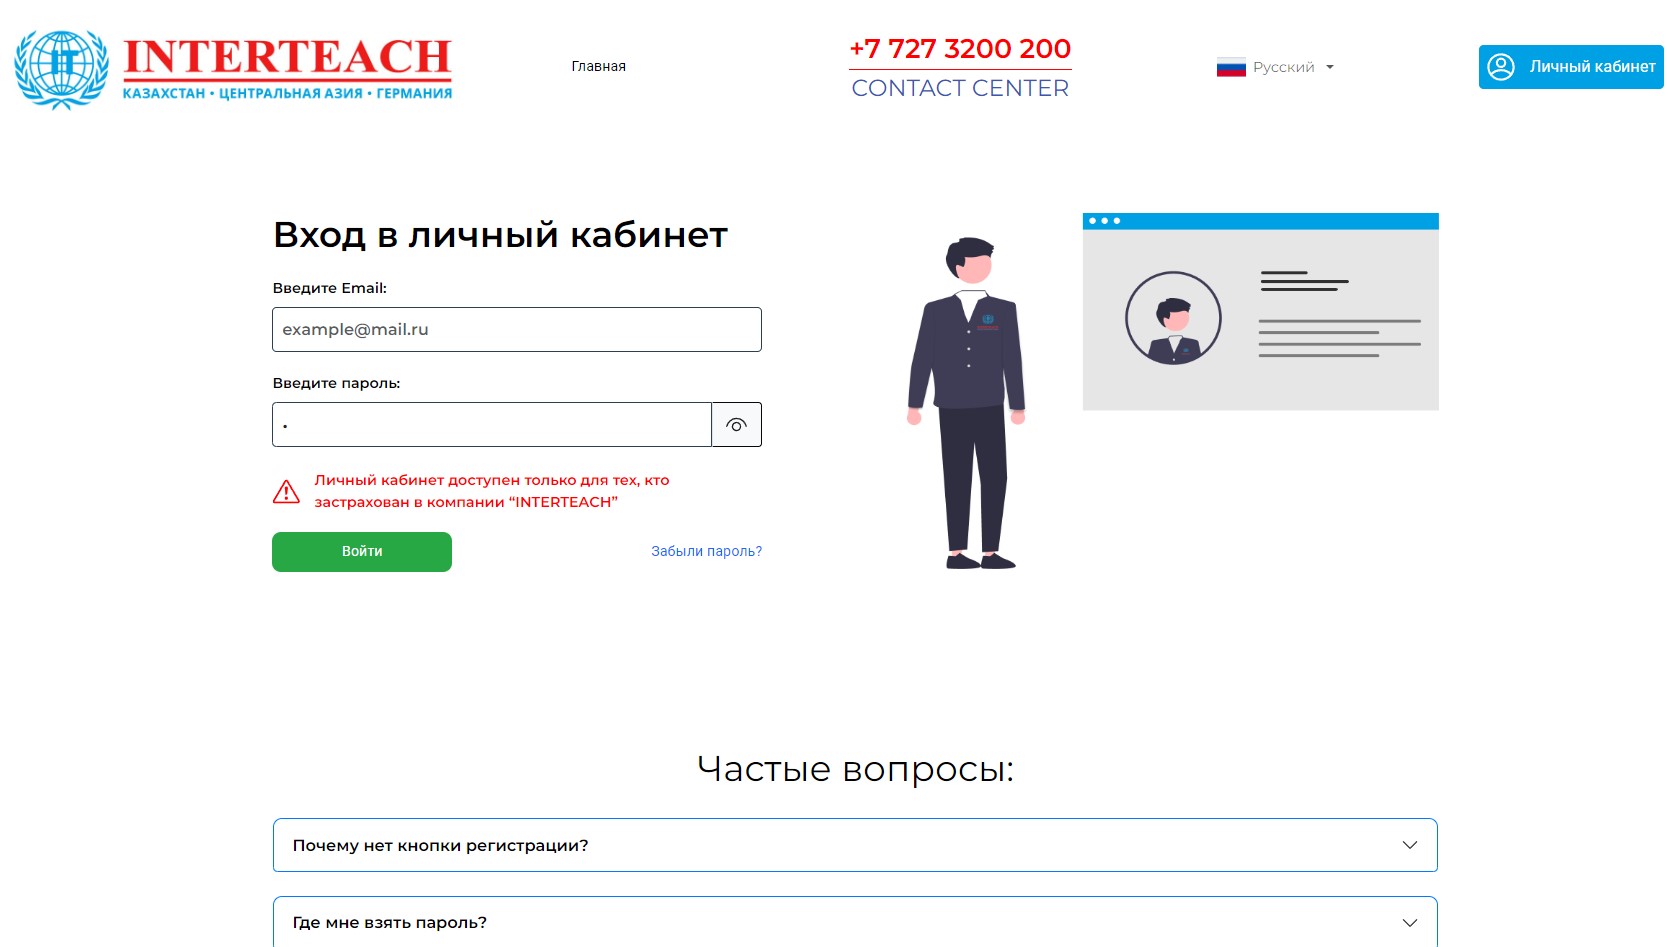 INTERTEACH
КАЗАХСТАН • ЦЕНТРАЛЬНАЯ АЗИЯ • ГЕРМАНИЯ
Главная
+7 727 3200 200
CONTACT CENTER
Русский
Личный кабинет
Вход в личный кабинет
Введите Email:
example@mail.ru
Введите пароль:
Личный кабинет доступен только для тех, кто
застрахован в компании “INTERTEACH”
Войти
Забыли пароль?
Частые вопросы:
Почему нет кнопки регистрации?
Где мне взять пароль?